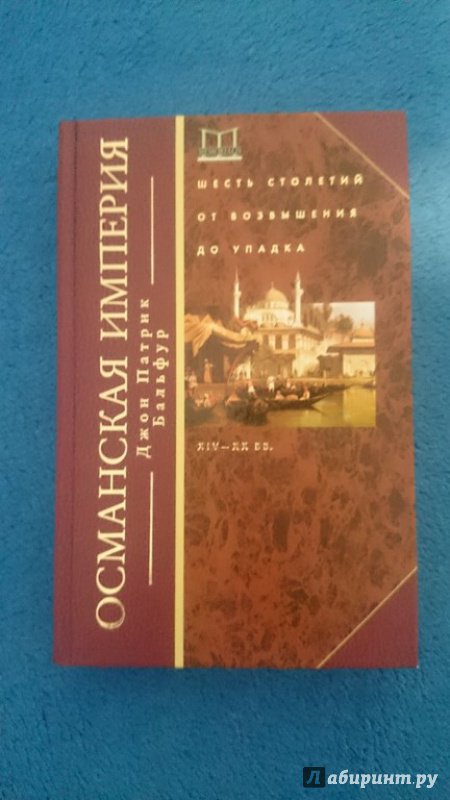 ОСМАНСКАЯ ИМПЕРИЯ
Джон Патрик
Бальфур
ШЕСТЬ СТОЛЕТИЙ
ОТ ВОЗВЫШЕНИЯ
ДО УПАДКА
XIV–XX ВВ.
Лабиринт.ру